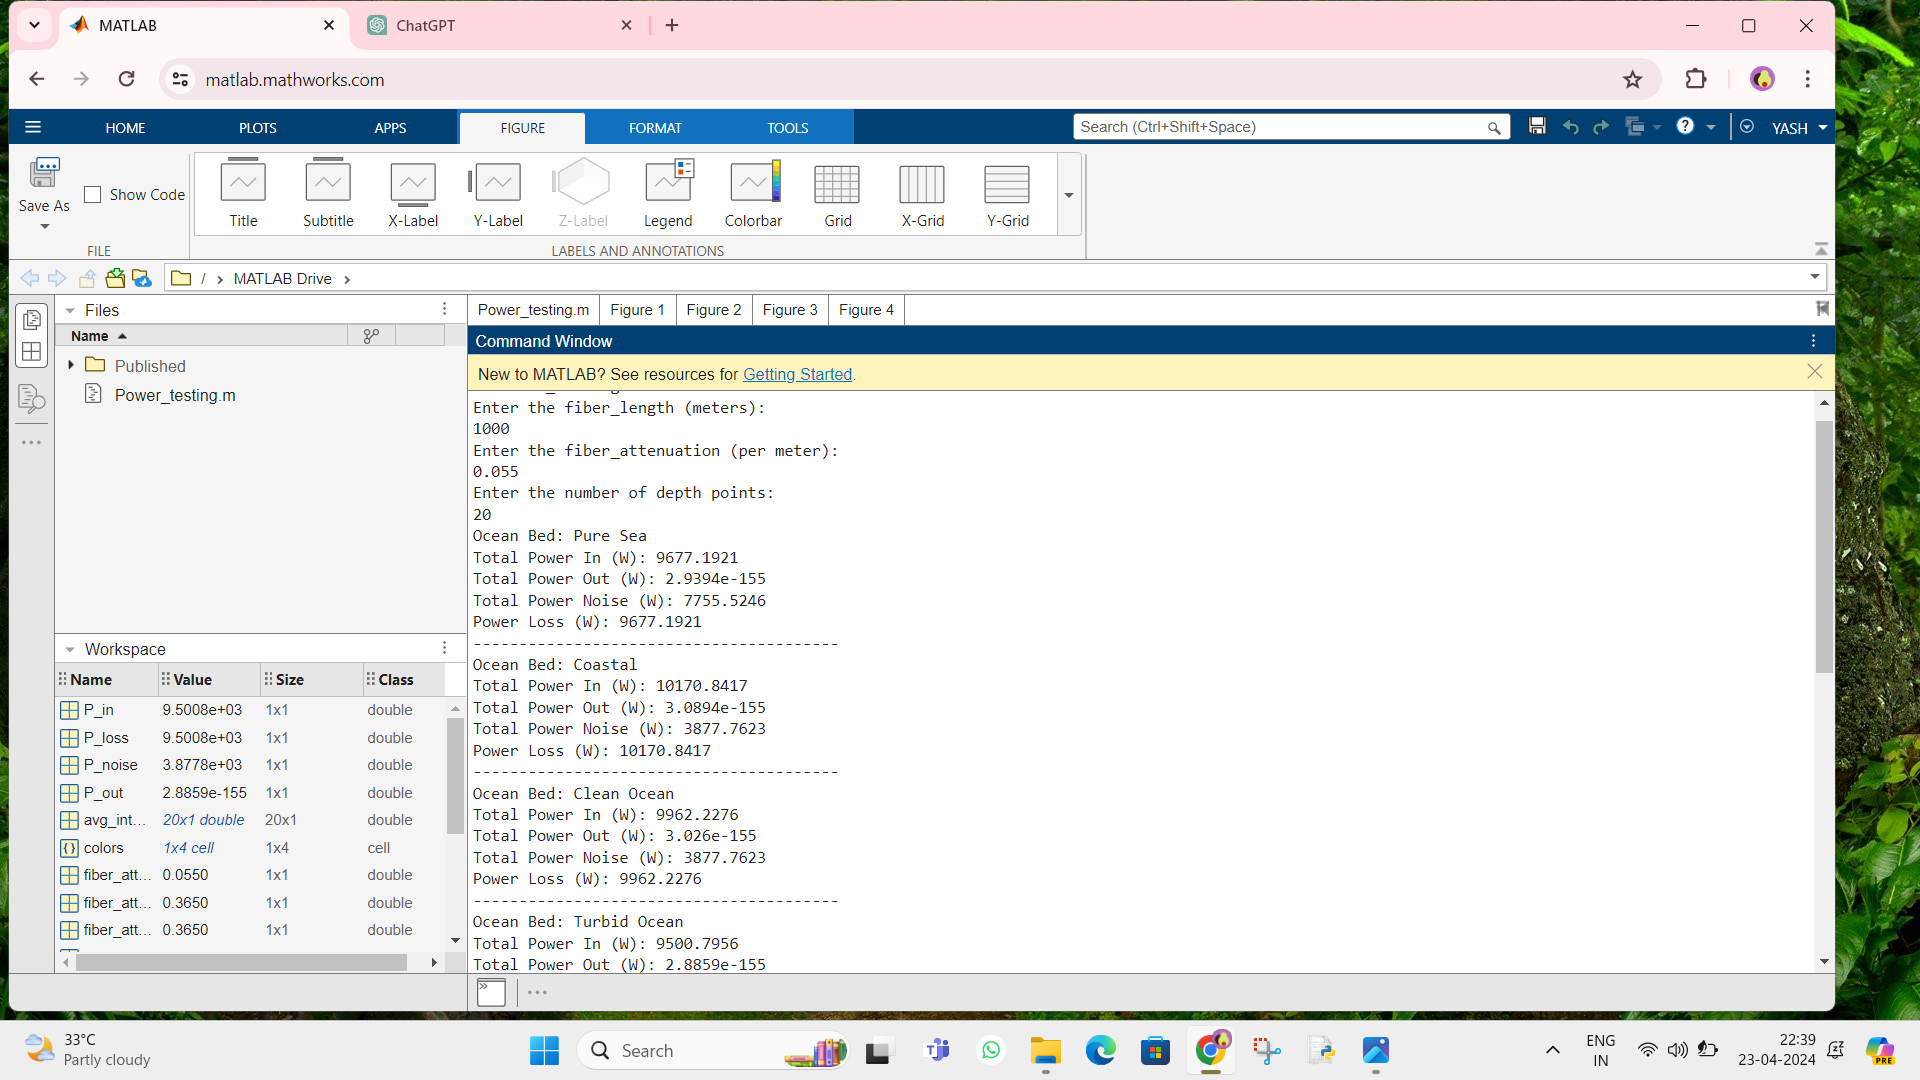 MATLAB
ChatGPT
matlab.mathworks.com
HOME
PLOTS
APPS
FIGURE
FORMAT
TOOLS
Search (Ctrl+Shift+Space)
YASH
Save As
Show Code
Title
Subtitle
X-Label
Y-Label
Z-Label
Legend
Colorbar
Grid
X-Grid
Y-Grid
FILE
LABELS AND ANNOTATIONS
/ › MATLAB Drive ›
Files
Name
Published
Power_testing.m
Workspace
Name Value Size Class
P_in 9.5008e+03 1x1 double
P_loss 9.5008e+03 1x1 double
P_noise 3.8778e+03 1x1 double
P_out 2.8859e-155 1x1 double
avg_int... 20x1 double 20x1 double
colors 1x4 cell 1x4 cell
fiber_att... 0.0550 1x1 double
fiber_att... 0.3650 1x1 double
fiber_att... 0.3650 1x1 double
Power_testing.m
Figure 1
Figure 2
Figure 3
Figure 4
Command Window
New to MATLAB? See resources for Getting Started.
Enter the fiber_length (meters):
1000
Enter the fiber_attenuation (per meter):
0.055
Enter the number of depth points:
20
Ocean Bed: Pure Sea
Total Power In (W): 9677.1921
Total Power Out (W): 2.9394e-155
Total Power Noise (W): 7755.5246
Power Loss (W): 9677.1921
----------------------------------------
Ocean Bed: Coastal
Total Power In (W): 10170.8417
Total Power Out (W): 3.0894e-155
Total Power Noise (W): 3877.7623
Power Loss (W): 10170.8417
----------------------------------------
Ocean Bed: Clean Ocean
Total Power In (W): 9962.2276
Total Power Out (W): 3.026e-155
Total Power Noise (W): 3877.7623
Power Loss (W): 9962.2276
----------------------------------------
Ocean Bed: Turbid Ocean
Total Power In (W): 9500.7956
Total Power Out (W): 2.8859e-155
33°C
Partly cloudy
Search
ENG
IN
22:39
23-04-2024
PRE